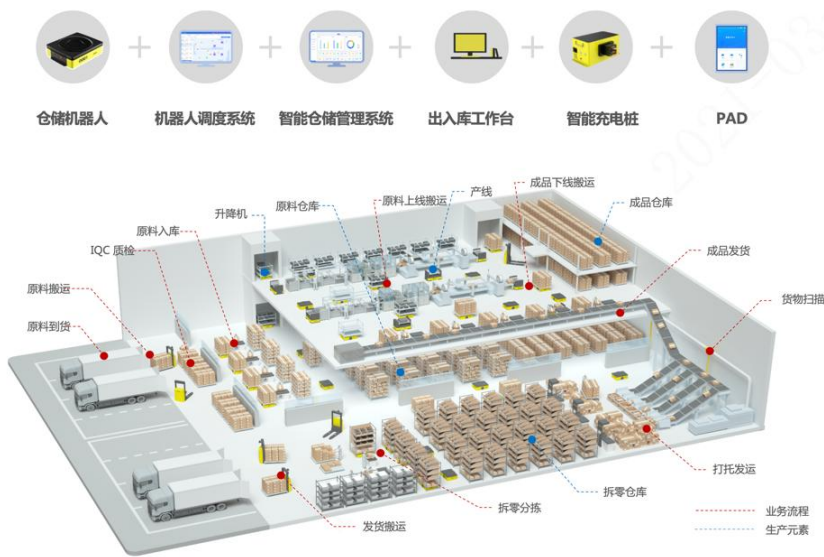 仓储机器人
机器人调度系统
智能仓储管理系统
出入库工作台
智能充电桩
PAD
产线
成品下线搬运
原料上线搬运
原料仓库
成品仓库
升降机
原料入库
IQC 质检
成品发货
原料搬运
货物扫描
原料到货
打托发运
拆零仓库
拆零分拣
发货搬运
业务流程
生产元素